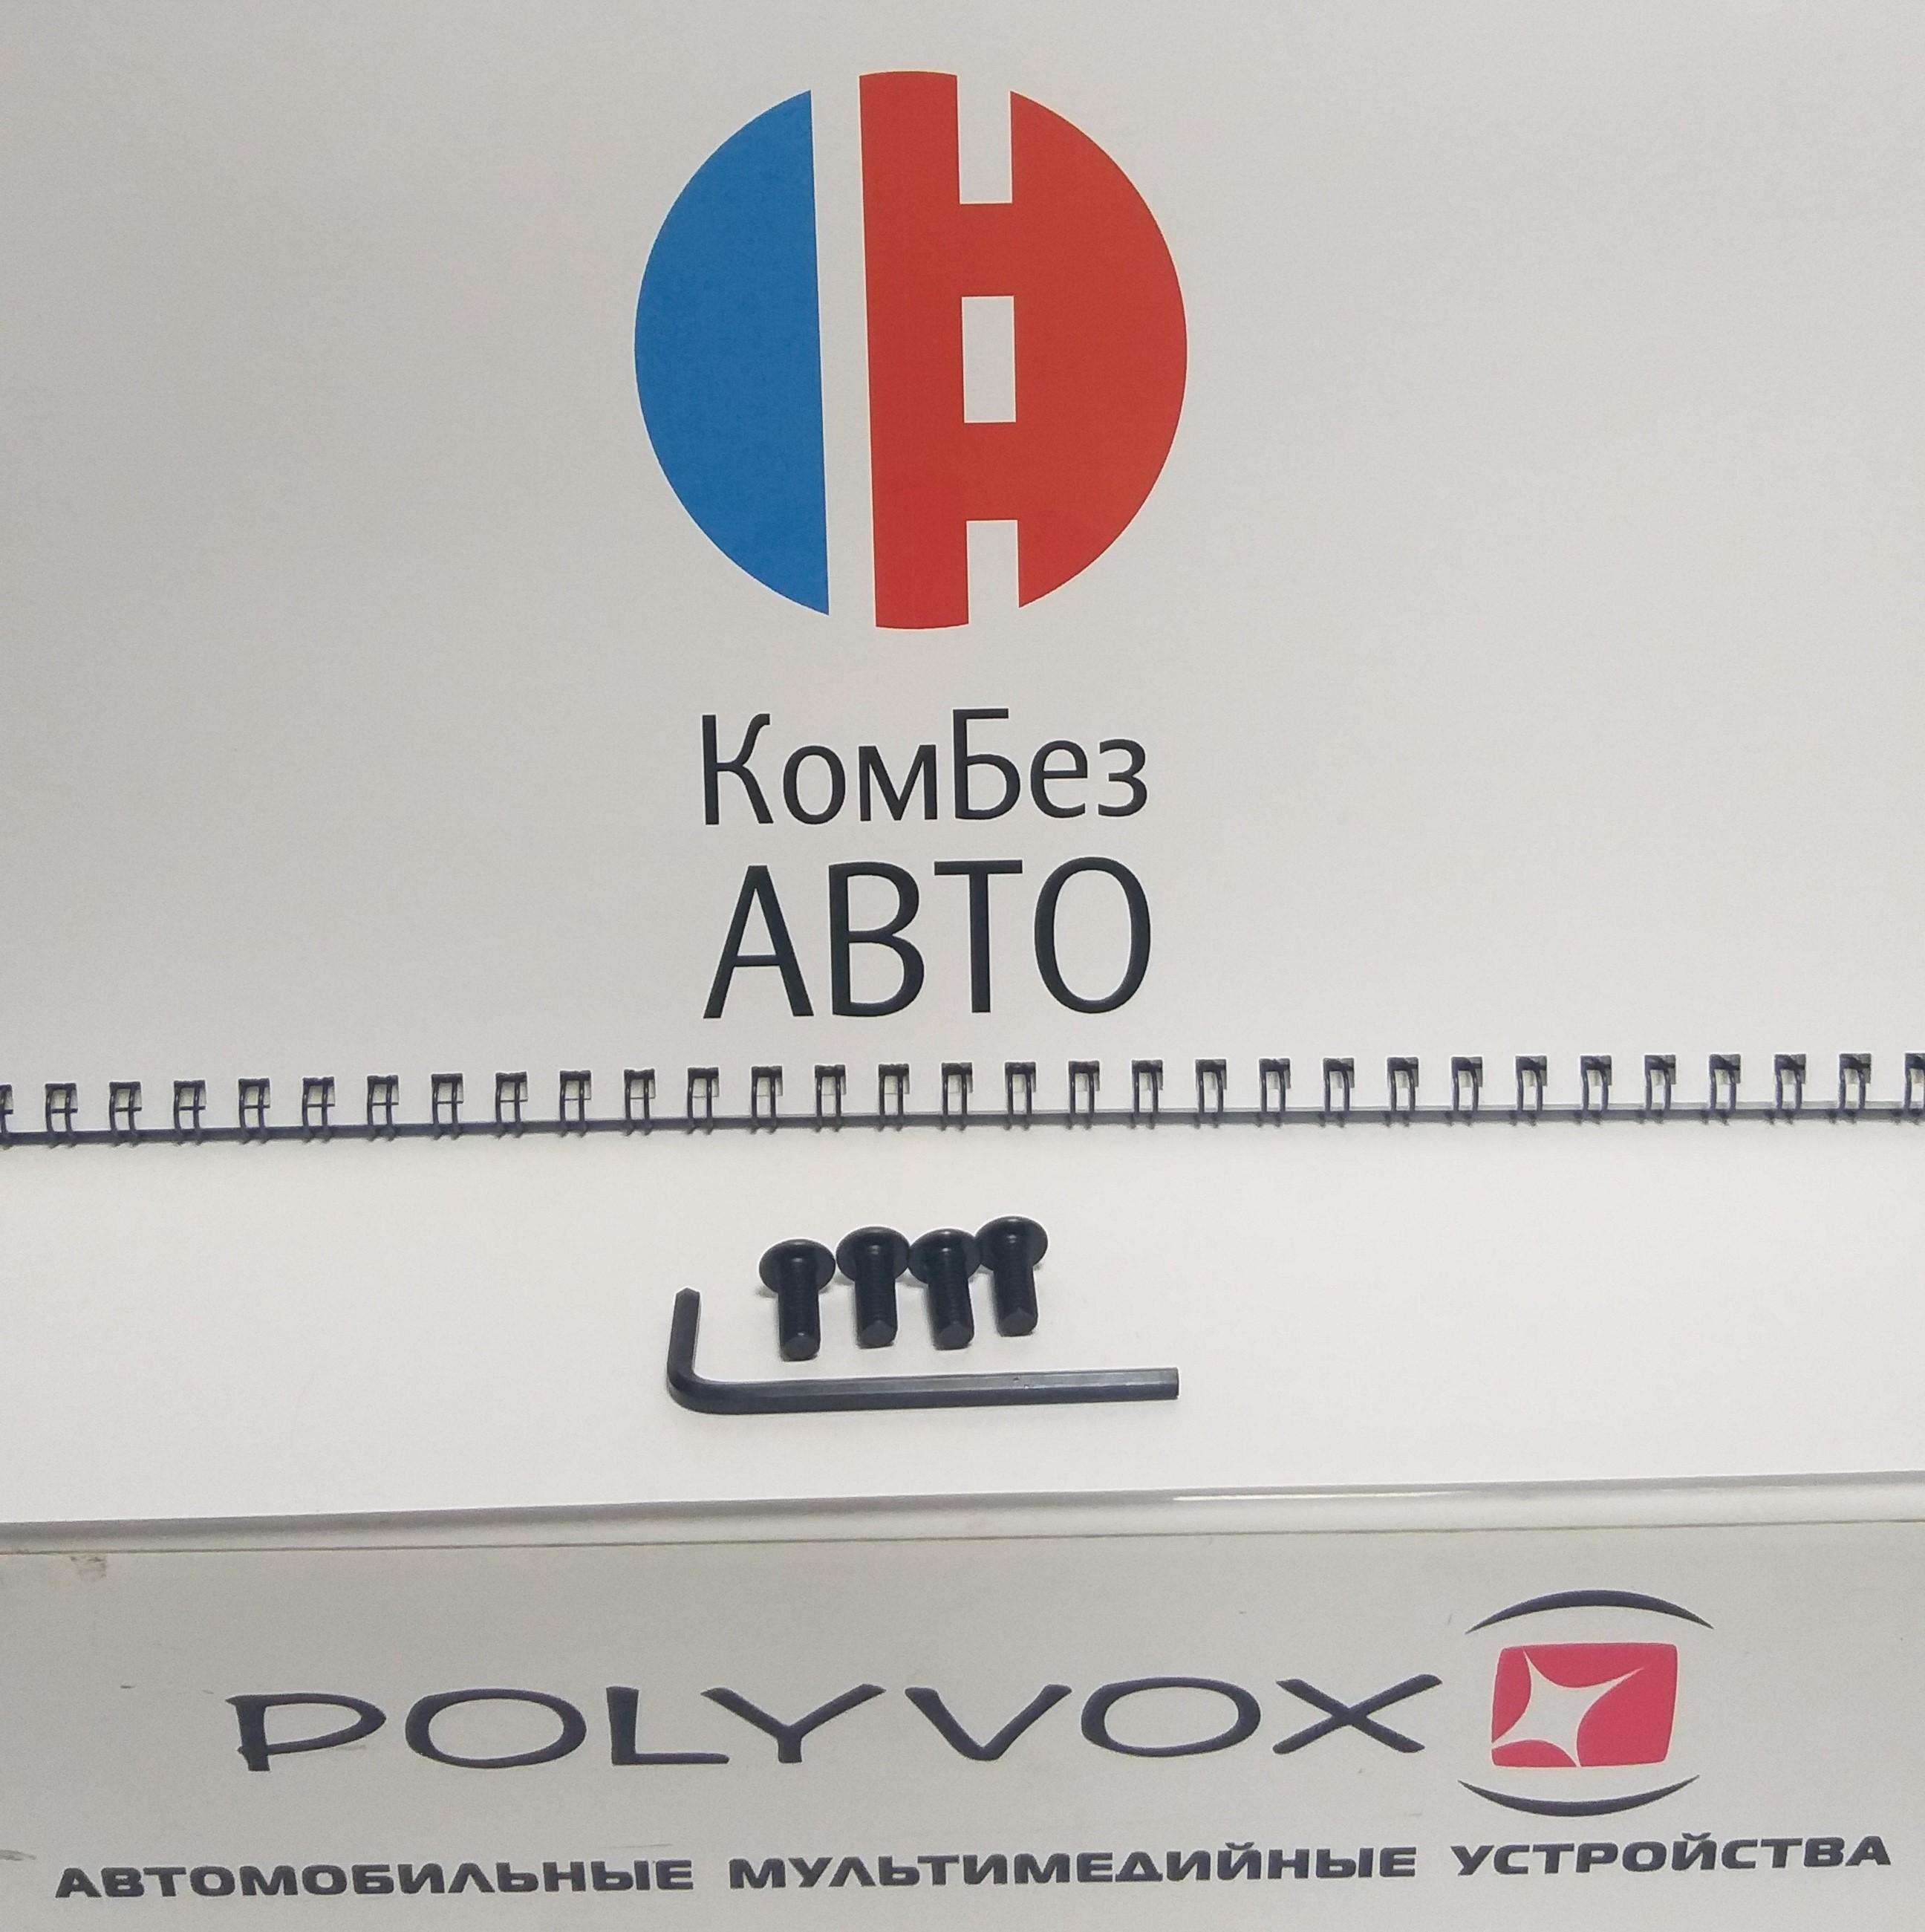 КомБез
АВТО
POLYVOX
АВТОМОБИЛЬНЫЕ МУЛЬТИМЕДИЙНЫЕ УСТРОЙСТВА